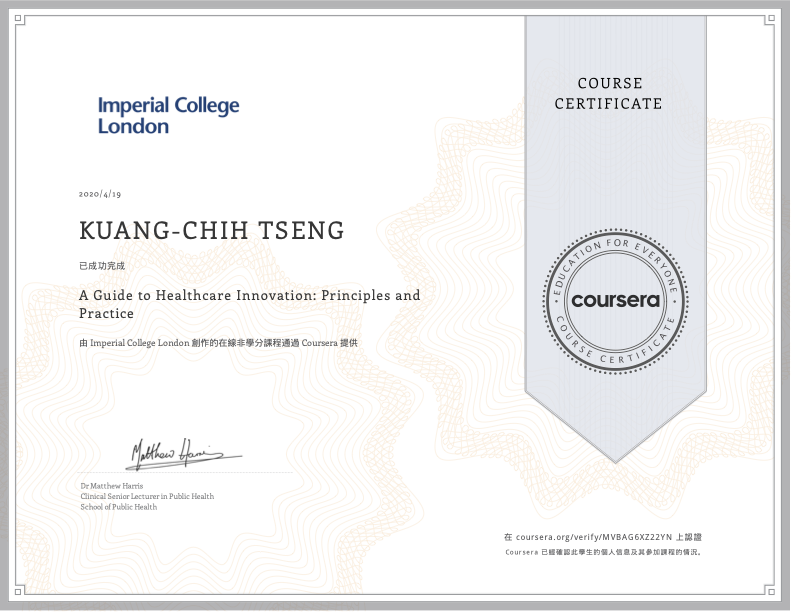 COURSE
CERTIFICATE
Imperial College
London
2020/4/19
KUANG-CHIH TSENG
已成功完成
A Guide to Healthcare Innovation: Principles and
Practice
由 Imperial College London 創作的在線非學分課程通過 Coursera 提供
EDUCATION FOR EVERYONE
coursera
COURSE CERTIFICATE
Matthew Harris
Dr Matthew Harris
Clinical Senior Lecturer in Public Health
School of Public Health
在 coursera.org/verify/MVBAG6XZ22YN 上認證
Coursera 已經確認此學生的個人信息及其參加課程的情況。